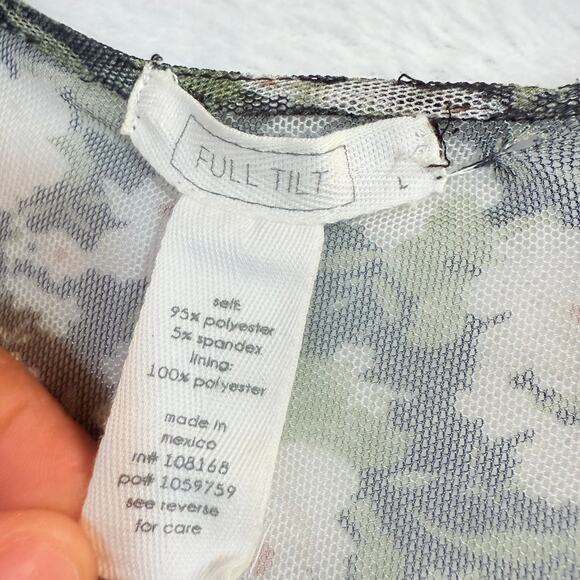 FULL TILT
L
self:
95% polyester
5% spandex
lining:
100% polyester
made in
mexico
rn# 108168
po# 1059759
see reverse
for care